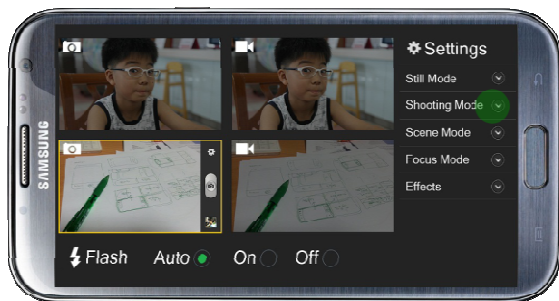 SAMSUNG
Settings
Still Mode
Shooting Mode
Scene Mode
Focus Mode
Effects
Flash Auto On Off